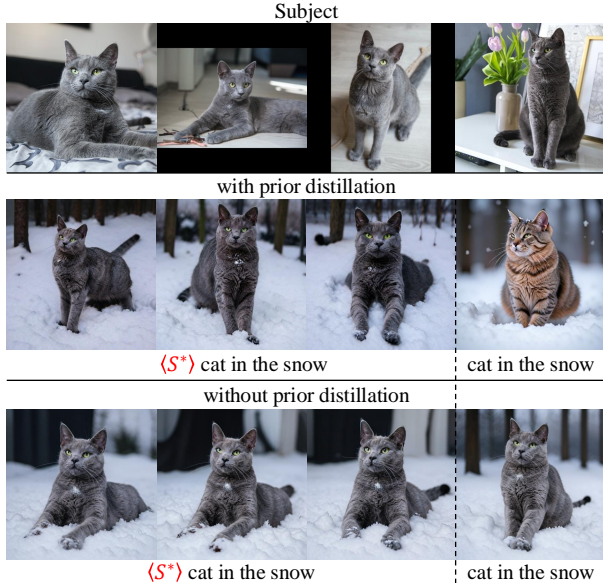 Subject
with prior distillation
⟨S*⟩ cat in the snow
cat in the snow
without prior distillation
⟨S*⟩ cat in the snow
cat in the snow